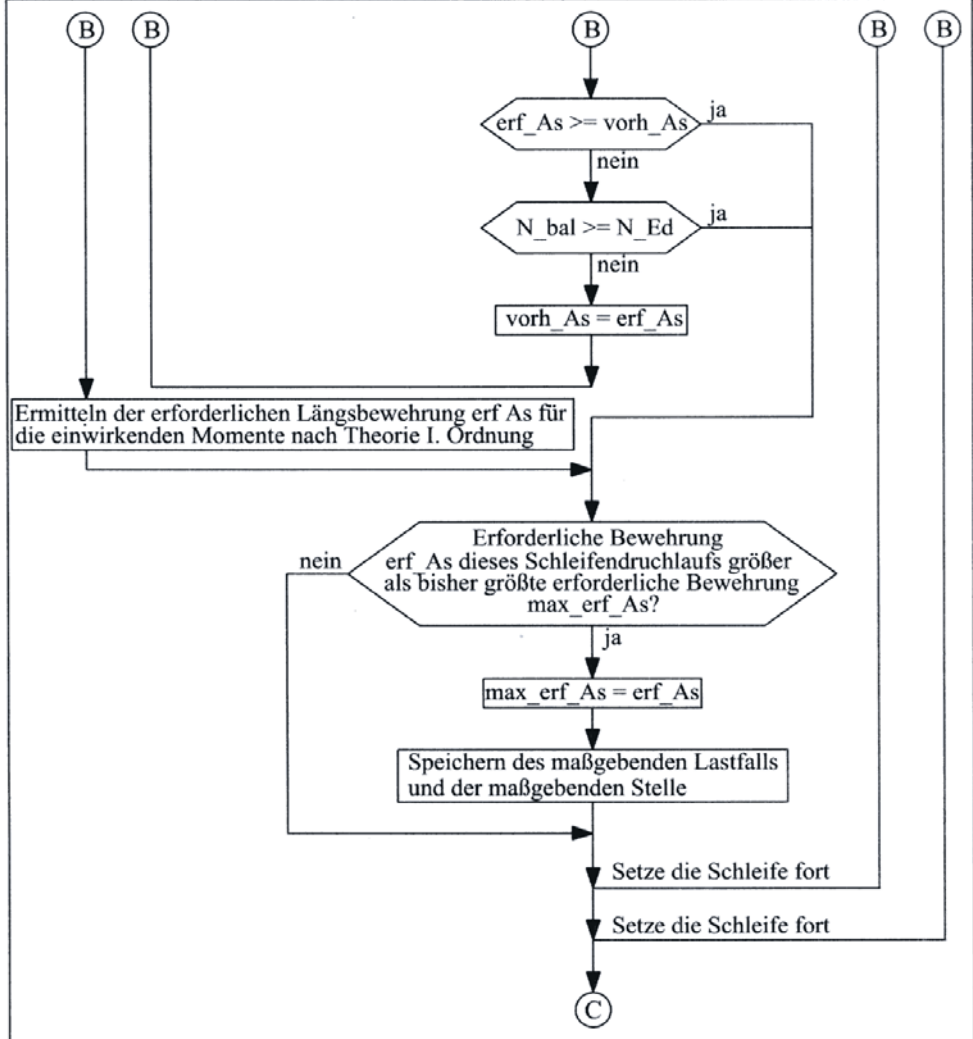 B B B B B
erf_As >= vorh_As
ja
nein
N_bal >= N_Ed
ja
nein
vorh_As = erf_As
Ermitteln der erforderlichen Längsbewehrung erf As für
die einwirkenden Momente nach Theorie I. Ordnung
Erforderliche Bewehrung
erf_As dieses Schleifendruchlaufs größer
als bisher größte erforderliche Bewehrung
max_erf_As?
nein
ja
max_erf_As = erf_As
Speichern des maßgebenden Lastfalls
und der maßgebenden Stelle
Setze die Schleife fort
Setze die Schleife fort
C